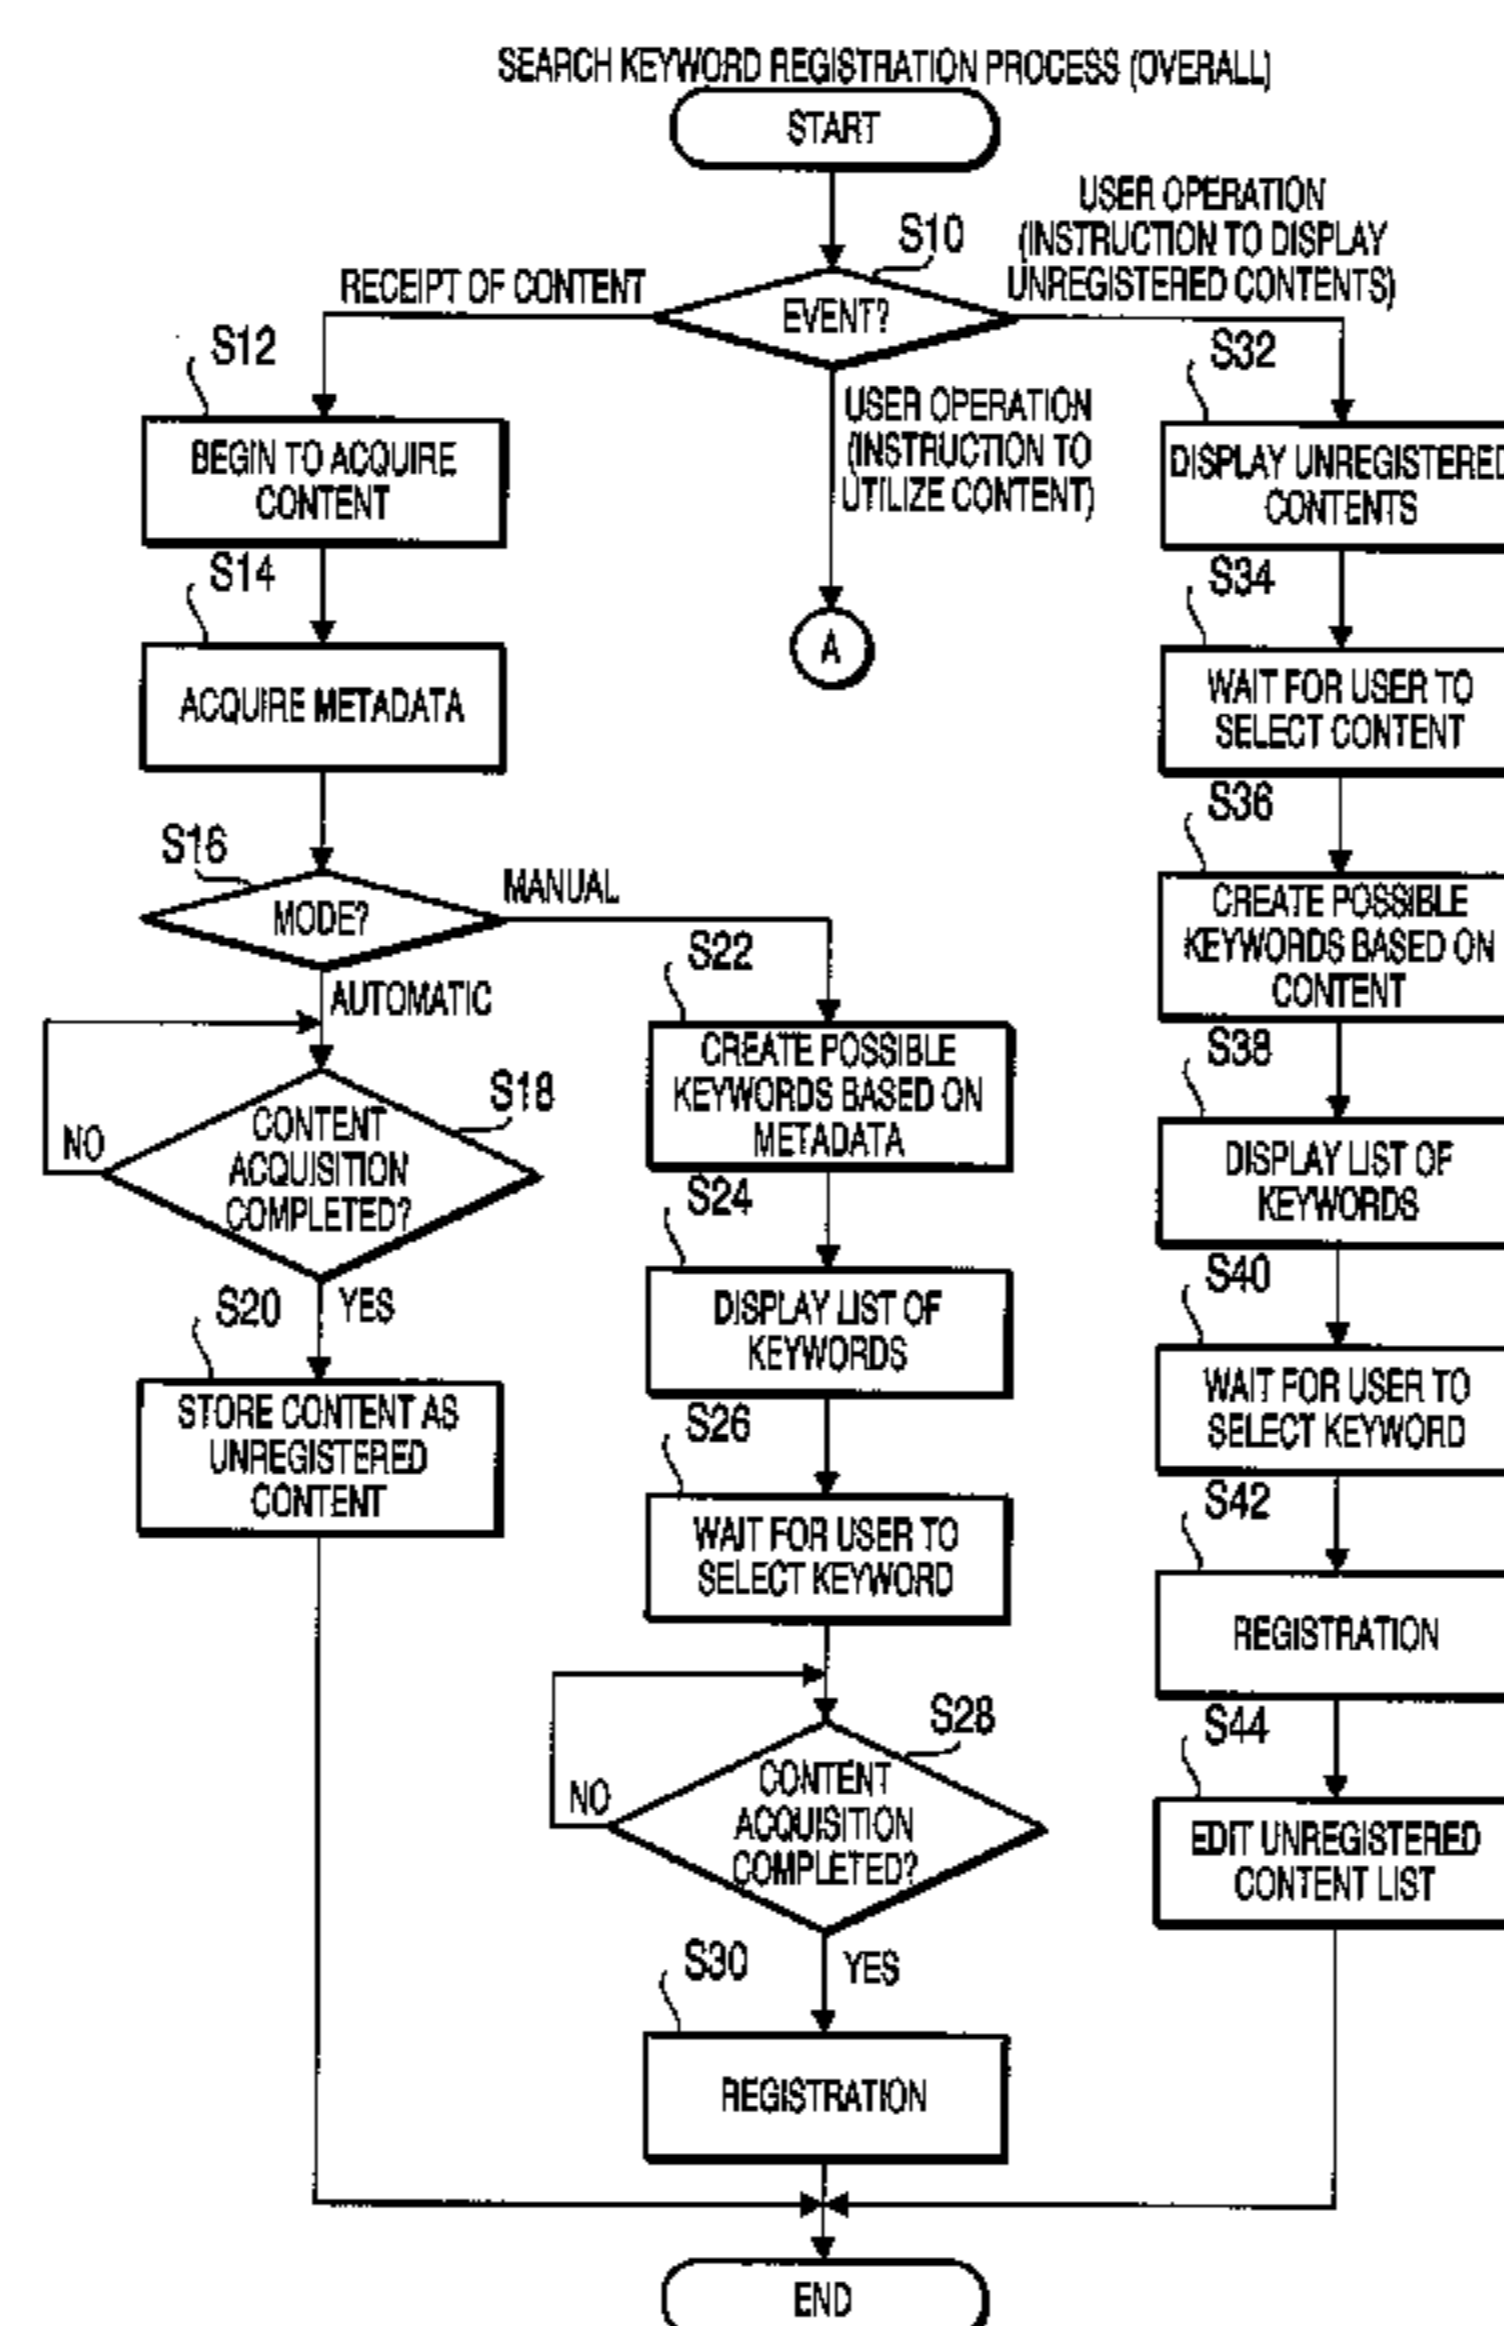 SEARCH KEYWORD REGISTRATION PROCESS (OVERALL)
START
S10
EVENT?
RECEIPT OF CONTENT
USER OPERATION
(INSTRUCTION TO DISPLAY
UNREGISTERED CONTENTS)
USER OPERATION
(INSTRUCTION TO
UTILIZE CONTENT)
A
S12
BEGIN TO ACQUIRE
CONTENT
S14
ACQUIRE METADATA
S16
MODE?
MANUAL
AUTOMATIC
S18
CONTENT
ACQUISITION
COMPLETED?
NO
YES
S20
STORE CONTENT AS
UNREGISTERED
CONTENT
S22
CREATE POSSIBLE
KEYWORDS BASED ON
METADATA
S24
DISPLAY LIST OF
KEYWORDS
S26
WAIT FOR USER TO
SELECT KEYWORD
S28
CONTENT
ACQUISITION
COMPLETED?
NO
YES
S30
REGISTRATION
S32
DISPLAY UNREGISTERED
CONTENTS
S34
WAIT FOR USER TO
SELECT CONTENT
S36
CREATE POSSIBLE
KEYWORDS BASED ON
CONTENT
S38
DISPLAY LIST OF
KEYWORDS
S40
WAIT FOR USER TO
SELECT KEYWORD
S42
REGISTRATION
S44
EDIT UNREGISTERED
CONTENT LIST
END